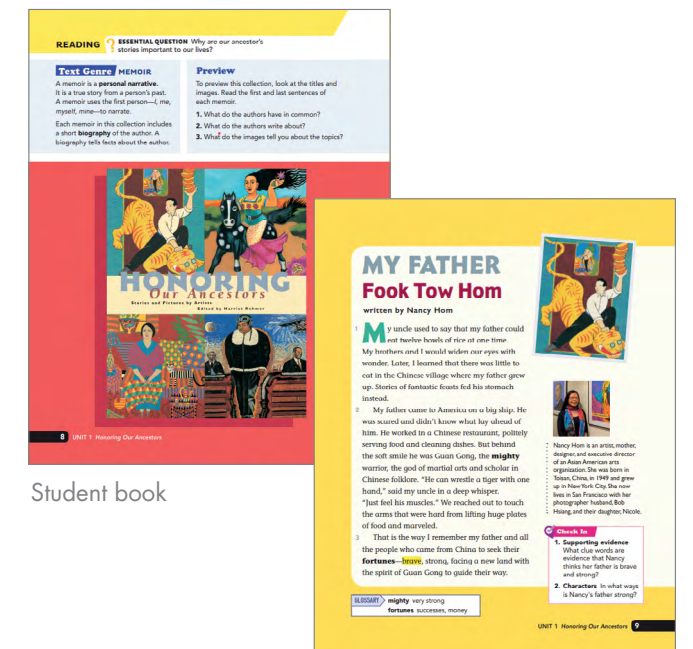 READING ? ESSENTIAL QUESTION Why are our ancestor's
stories important to our lives?
Text Genre MEMOIR
A memoir is a personal narrative.
It is a true story from a person's past.
A memoir uses the first person—I, me,
myself, mine—to narrate.
Each memoir in this collection includes
a short biography of the author. A
biography tells facts about the author.
Preview
To preview this collection, look at the titles and
images. Read the first and last sentences of
each memoir.
1. What do the authors have in common?
2. What do the authors write about?
3. What do the images tell you about the topics?
HONORING
Our Ancestors
Stories and Pictures by Artists
Edited by Harriet Rohmer
8 UNIT 1 Honoring Our Ancestors
Student book
MY FATHER
Fook Tow Hom
written by Nancy Hom
1 My uncle used to say that my father could
eat twelve bowls of rice at one time.
My brothers and I would widen our eyes with
wonder. Later, I learned that there was little to
eat in the Chinese village where my father grew
up. Stories of fantastic feasts fed his stomach
instead.
2 My father came to America on a big ship. He
was scared and didn't know what lay ahead of
him. He worked in a Chinese restaurant, politely
serving food and cleaning dishes. But behind
the soft smile he was Guan Gong, the mighty
warrior, the god of martial arts and scholar in
Chinese folklore. "He can wrestle a tiger with one
hand," said my uncle in a deep whisper.
"Just feel his muscles." We reached out to touch
the arms that were hard from lifting huge plates
of food and marveled.
3 That is the way I remember my father and all
the people who came from China to seek their
fortunes—brave, strong, facing a new land with
the spirit of Guan Gong to guide their way.
GLOSSARY mighty very strong
fortunes successes, money
Nancy Hom is an artist, mother,
designer, and executive director
of an Asian American arts
organization. She was born in
Toisan, China, in 1949 and grew
up in New York City. She now
lives in San Francisco with her
photographer husband, Bob
Hsiang, and their daughter, Nicole.
Check In
1. Supporting evidence
What clue words are
evidence that Nancy
thinks her father is brave
and strong?
2. Characters In what ways
is Nancy's father strong?
UNIT 1 Honoring Our Ancestors 9